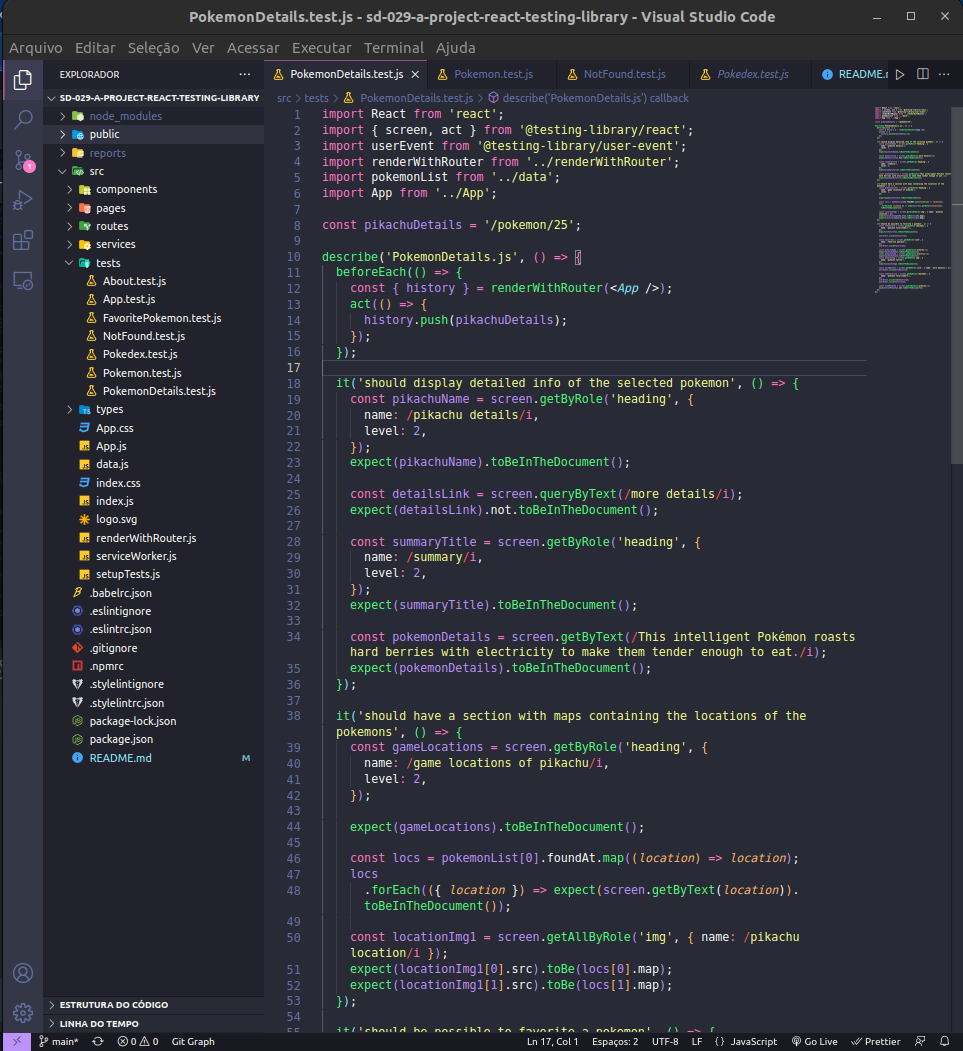 PokemonDetails.test.js - sd-029-a-project-react-testing-library - Visual Studio Code
Arquivo Editar Seleção Ver Acessar Executar Terminal Ajuda
EXPLORADOR
PokemonDetails.test.js
Pokemon.test.js
NotFound.test.js
Pokedex.test.js
README.r
SD-029-A-PROJECT-REACT-TESTING-LIBRARY
node_modules
public
reports
src
components
pages
routes
services
tests
About.test.js
App.test.js
FavoritePokemon.test.js
NotFound.test.js
Pokedex.test.js
Pokemon.test.js
PokemonDetails.test.js
types
App.css
App.js
data.js
index.css
index.js
logo.svg
renderWithRouter.js
serviceWorker.js
setupTests.js
.babelrc.json
.eslintignore
.eslintrc.json
.gitignore
.npmrc
.stylelintignore
.stylelintrc.json
package-lock.json
package.json
README.md M
1
ESTRUTURA DO CÓDIGO
LINHA DO TEMPO
src > tests > PokemonDetails.test.js > describe('PokemonDetails.js') callback
1 import React from 'react';
2 import { screen, act } from '@testing-library/react';
3 import userEvent from '@testing-library/user-event';
4 import renderWithRouter from '../renderWithRouter';
5 import pokemonList from '../data';
6 import App from '../App';
7
8 const pikachuDetails = '/pokemon/25';
9
10 describe('PokemonDetails.js', () => {
11 beforeEach(() => {
12 const { history } = renderWithRouter(<App />);
13 act(() => {
14 history.push(pikachuDetails);
15 });
16 });
17
18 it('should display detailed info of the selected pokemon', () => {
19 const pikachuName = screen.getByRole('heading', {
20 name: /pikachu details/i,
21 level: 2,
22 });
23 expect(pikachuName).toBeInTheDocument();
24
25 const detailsLink = screen.queryByText(/more details/i);
26 expect(detailsLink).not.toBeInTheDocument();
27
28 const summaryTitle = screen.getByRole('heading', {
29 name: /summary/i,
30 level: 2,
31 });
32 expect(summaryTitle).toBeInTheDocument();
33
34 const pokemonDetails = screen.getByText(/This intelligent Pokémon roasts
hard berries with electricity to make them tender enough to eat./i);
35 expect(pokemonDetails).toBeInTheDocument();
36 });
37
38 it('should have a section with maps containing the locations of the
pokemons', () => {
39 const gameLocations = screen.getByRole('heading', {
40 name: /game locations of pikachu/i,
41 level: 2,
42 });
43
44 expect(gameLocations).toBeInTheDocument();
45
46 const locs = pokemonList[0].foundAt.map((location) => location);
47 locs
48 .forEach(({ location }) => expect(screen.getByText(location)).
toBeInTheDocument());
49
50 const locationImg1 = screen.getAllByRole('img', { name: /pikachu
location/i });
51 expect(locationImg1[0].src).toBe(locs[0].map);
52 expect(locationImg1[1].src).toBe(locs[1].map);
53 });
54
55 it('should be possible to favorite a pokemon', () => {
main* 0 0 Git Graph Ln 17, Col 1 Espaços: 2 UTF-8 LF {} JavaScript Go Live Prettier